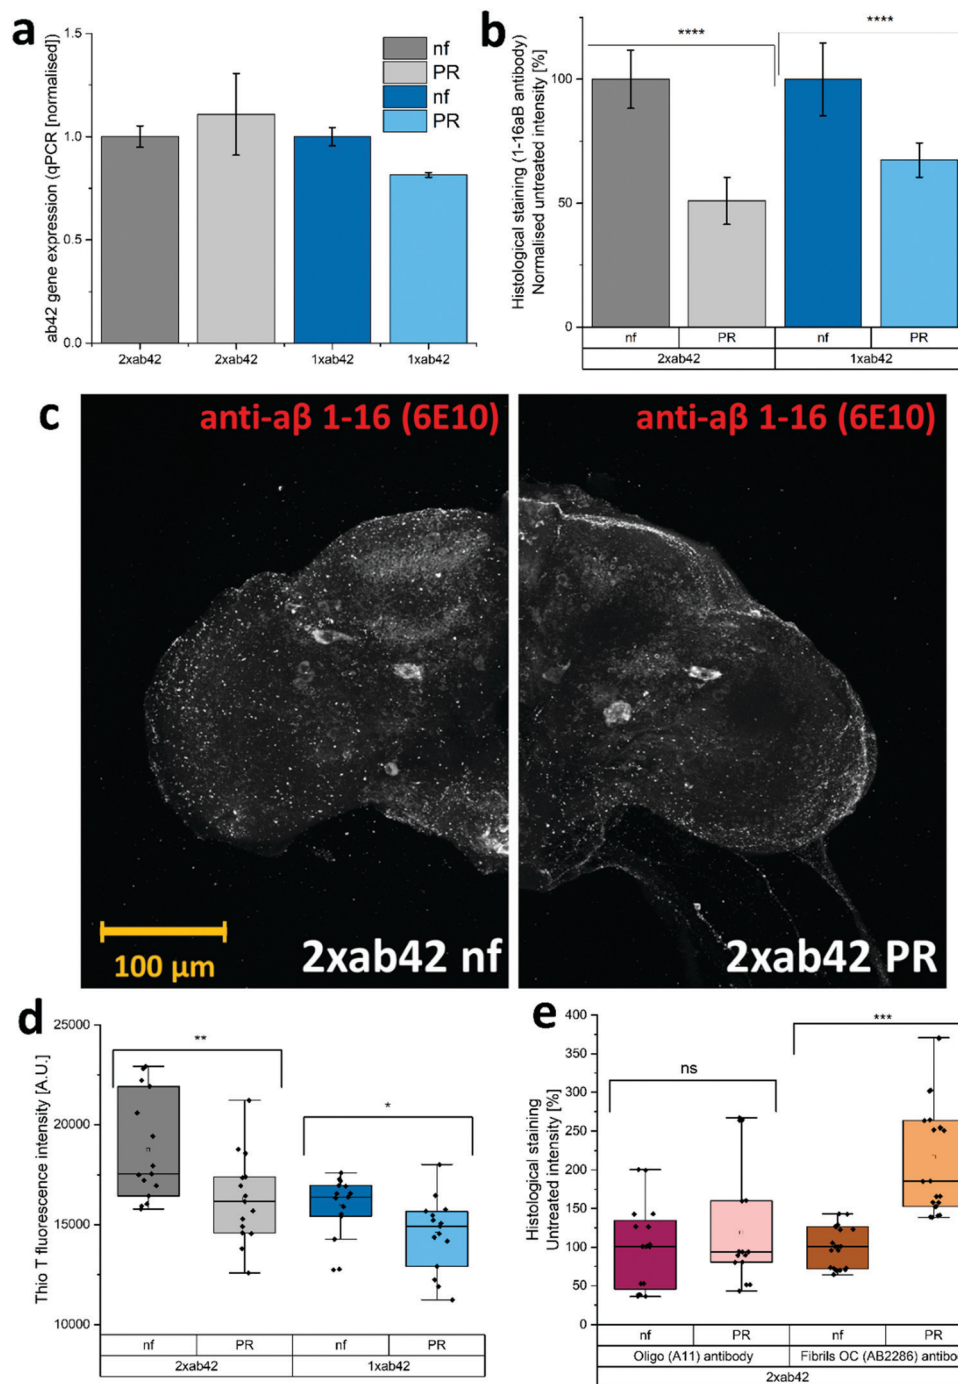 a
ab42 gene expression (qPCR [normalised])
1.5
1.0
0.5
0.0
nf
PR
nf
PR
2xab42
2xab42
1xab42
1xab42
b
Histological staining (1-16aB antibody)
Normalised untreated intensity [%]
100
50
0
****
****
nf
PR
nf
PR
2xab42
1xab42
c
anti-aβ 1-16 (6E10)
anti-aβ 1-16 (6E10)
100 µm
2xab42 nf
2xab42 PR
d
Thio T fluorescence intensity [A.U.]
25000
20000
15000
10000
**
*
nf
PR
nf
PR
2xab42
1xab42
e
Histological staining
Untreated intensity [%]
400
350
300
250
200
150
100
50
0
ns
***
nf
PR
nf
PR
Oligo (A11) antibody
Fibrils OC (AB2286) antibo
2xab42